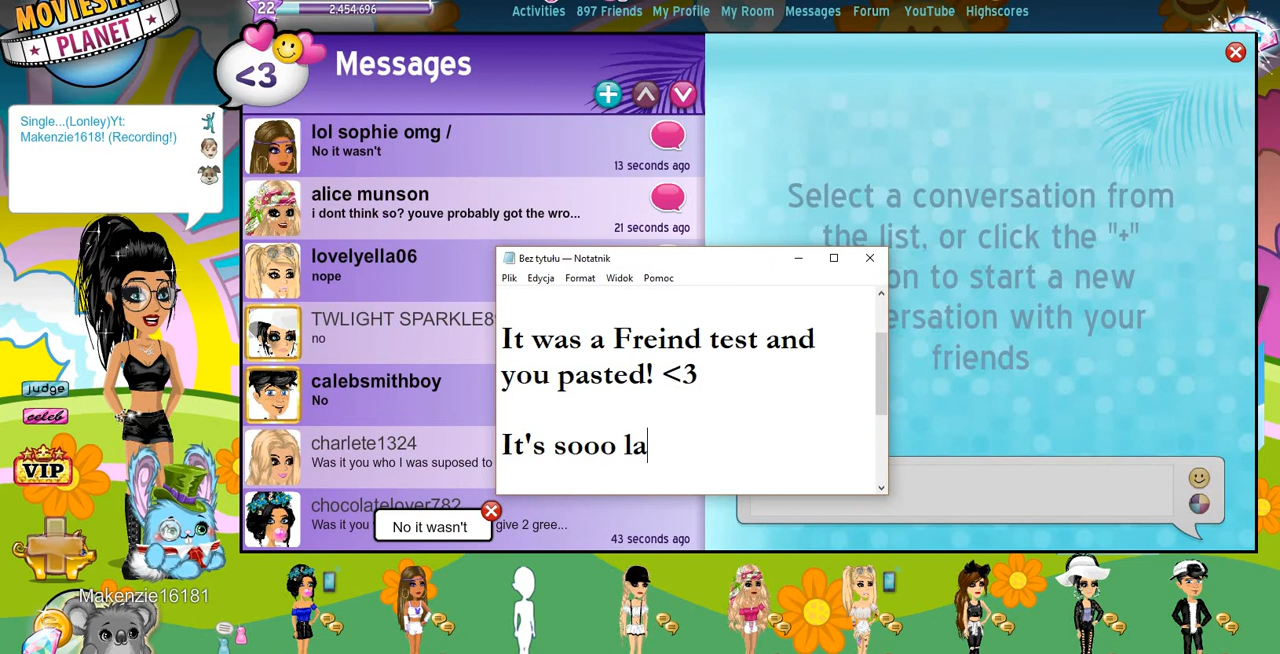 MOVIEST
PLANET
22
2,454,696
Activities 897 Friends My Profile My Room Messages Forum YouTube Highscores
<3
Messages
Single...(Lonley)Yt:
Makenzie1618! (Recording!)
lol sophie omg /
No it wasn't
13 seconds ago
alice munson
i dont think so? youve probably got the wro...
21 seconds ago
lovelyella06
nope
TWLIGHT SPARKLE8
no
calebsmithboy
No
charlete1324
Was it you who I was suposed to
chocolatelover782
Was it you
give 2 gree...
43 seconds ago
No it wasn't
Select a conversation from
the list, or click the "+"
on to start a new
ersation with your
friends
Bez tytułu — Notatnik
Plik Edycja Format Widok Pomoc
It was a Freind test and
you pasted! <3
It's sooo la
judge
celeb
VIP
Makenzie16181